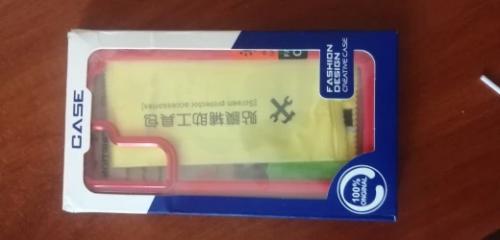 CASE
FASHION
DESIGN
CREATIVE CASE
贴膜辅助工具包
[Screen protector accessories]
100%
ORIGINAL